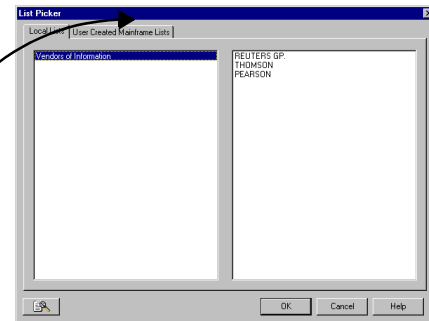 List Picker
Local Lists
User Created Mainframe Lists
Vendors of Information
REUTERS GP.
THOMSON
PEARSON
OK
Cancel
Help